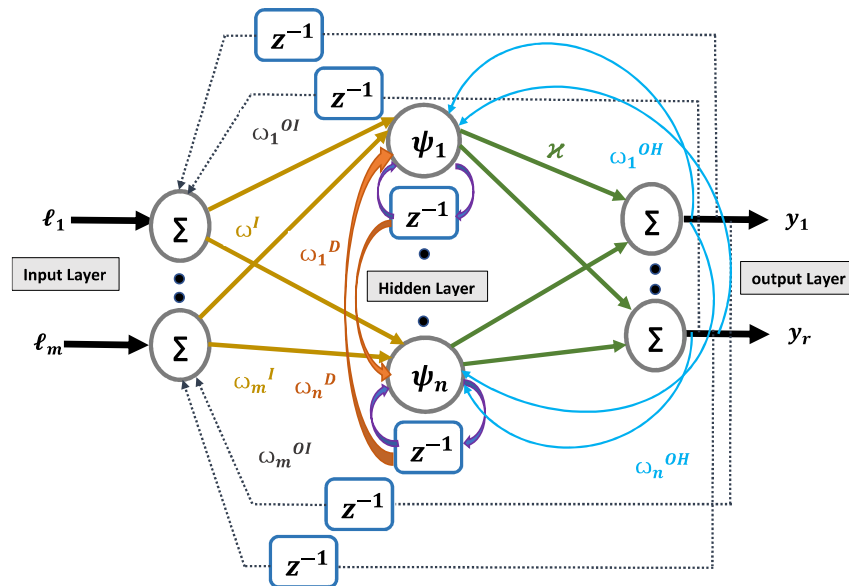 z⁻¹
z⁻¹
ω₁ᴼᴵ
ψ₁
ϰ
ω₁ᴼᴴ
ℓ₁
Σ
ωᴵ
ω₁ᴰ
z⁻¹
Σ
y₁
Input Layer
Hidden Layer
output Layer
ℓₘ
Σ
ψₙ
Σ
yᵣ
ωₘᴵ
ωₙᴰ
ωₘᴼᴵ
z⁻¹
ωₙᴼᴴ
z⁻¹
z⁻¹